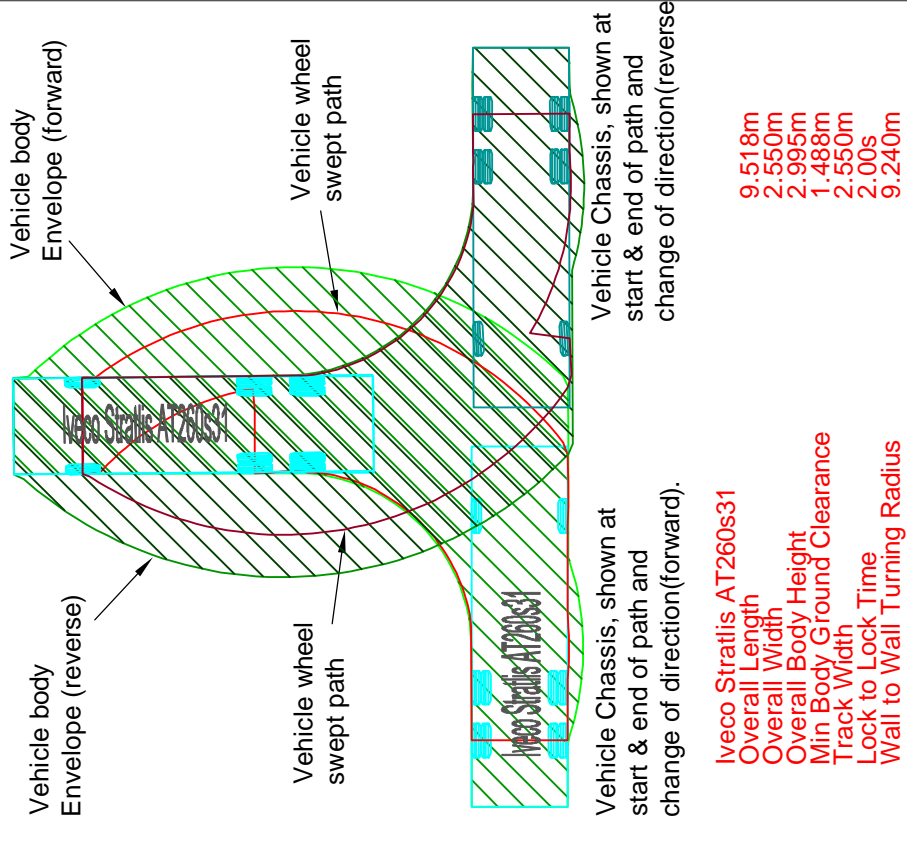 Vehicle body
Envelope (reverse)
Vehicle body
Envelope (forward)
Vehicle wheel
swept path
Vehicle wheel
swept path
Iveco Stratlis AT260s31
Iveco Stratlis AT260s31
Vehicle Chassis, shown at
start & end of path and
change of direction(forward).
Vehicle Chassis, shown at
start & end of path and
change of direction(reverse
Iveco Stratlis AT260s31
Overall Length 9.518m
Overall Width 2.550m
Overall Body Height 2.995m
Min Body Ground Clearance 1.488m
Track Width 2.550m
Lock to Lock Time 2.00s
Wall to Wall Turning Radius 9.240m